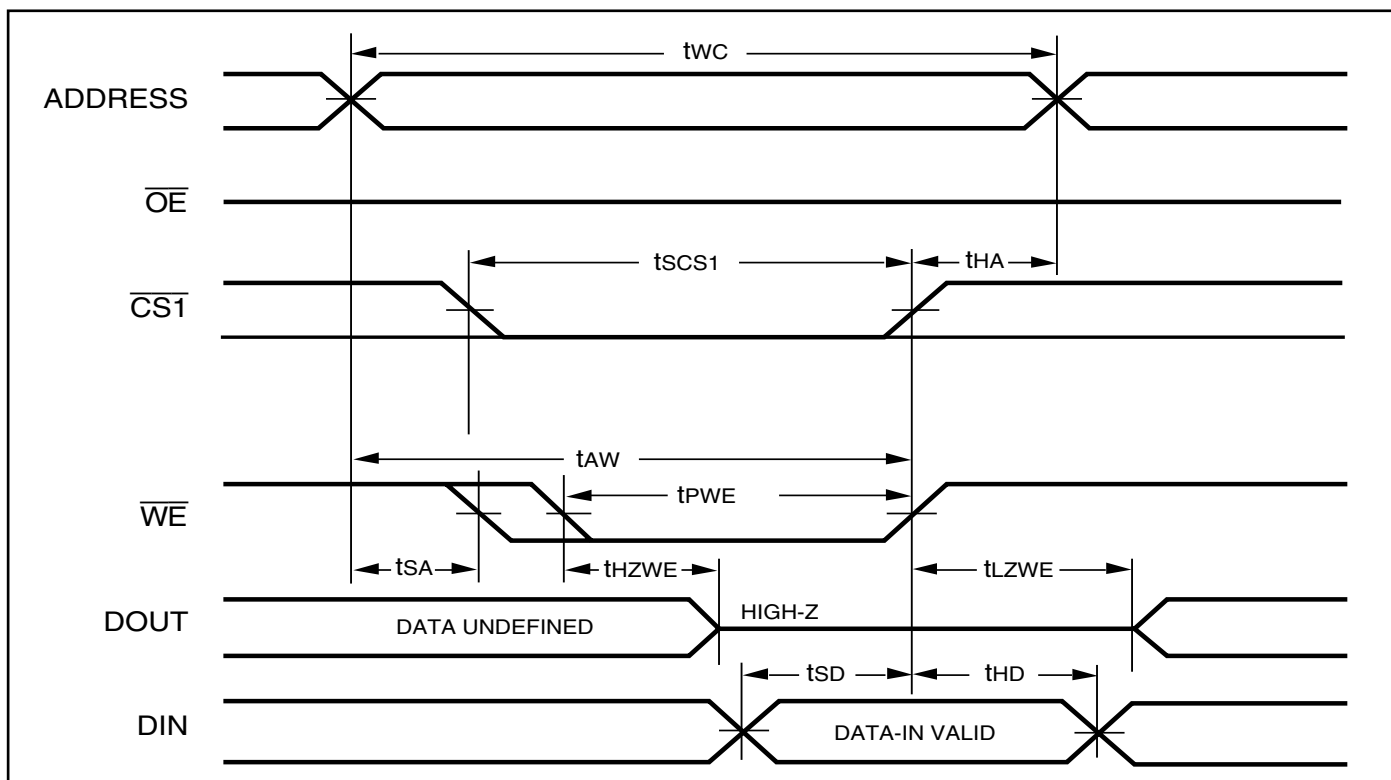 tWC
ADDRESS
OE
tSCS1
tHA
CS1
tAW
tPWE
WE
tSA
tHZWE
tLZWE
DOUT
DATA UNDEFINED
HIGH-Z
tSD
tHD
DIN
DATA-IN VALID